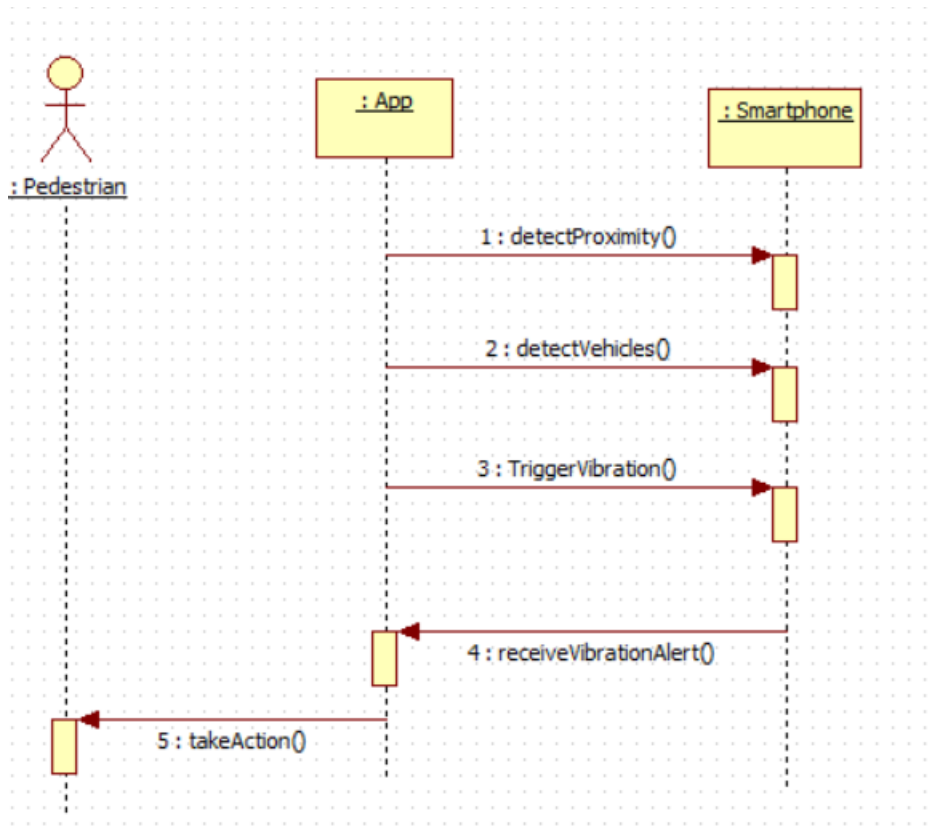 : App
: Smartphone
: Pedestrian
1 : detectProximity()
2 : detectVehicles()
3 : TriggerVibration()
4 : receiveVibrationAlert()
5 : takeAction()